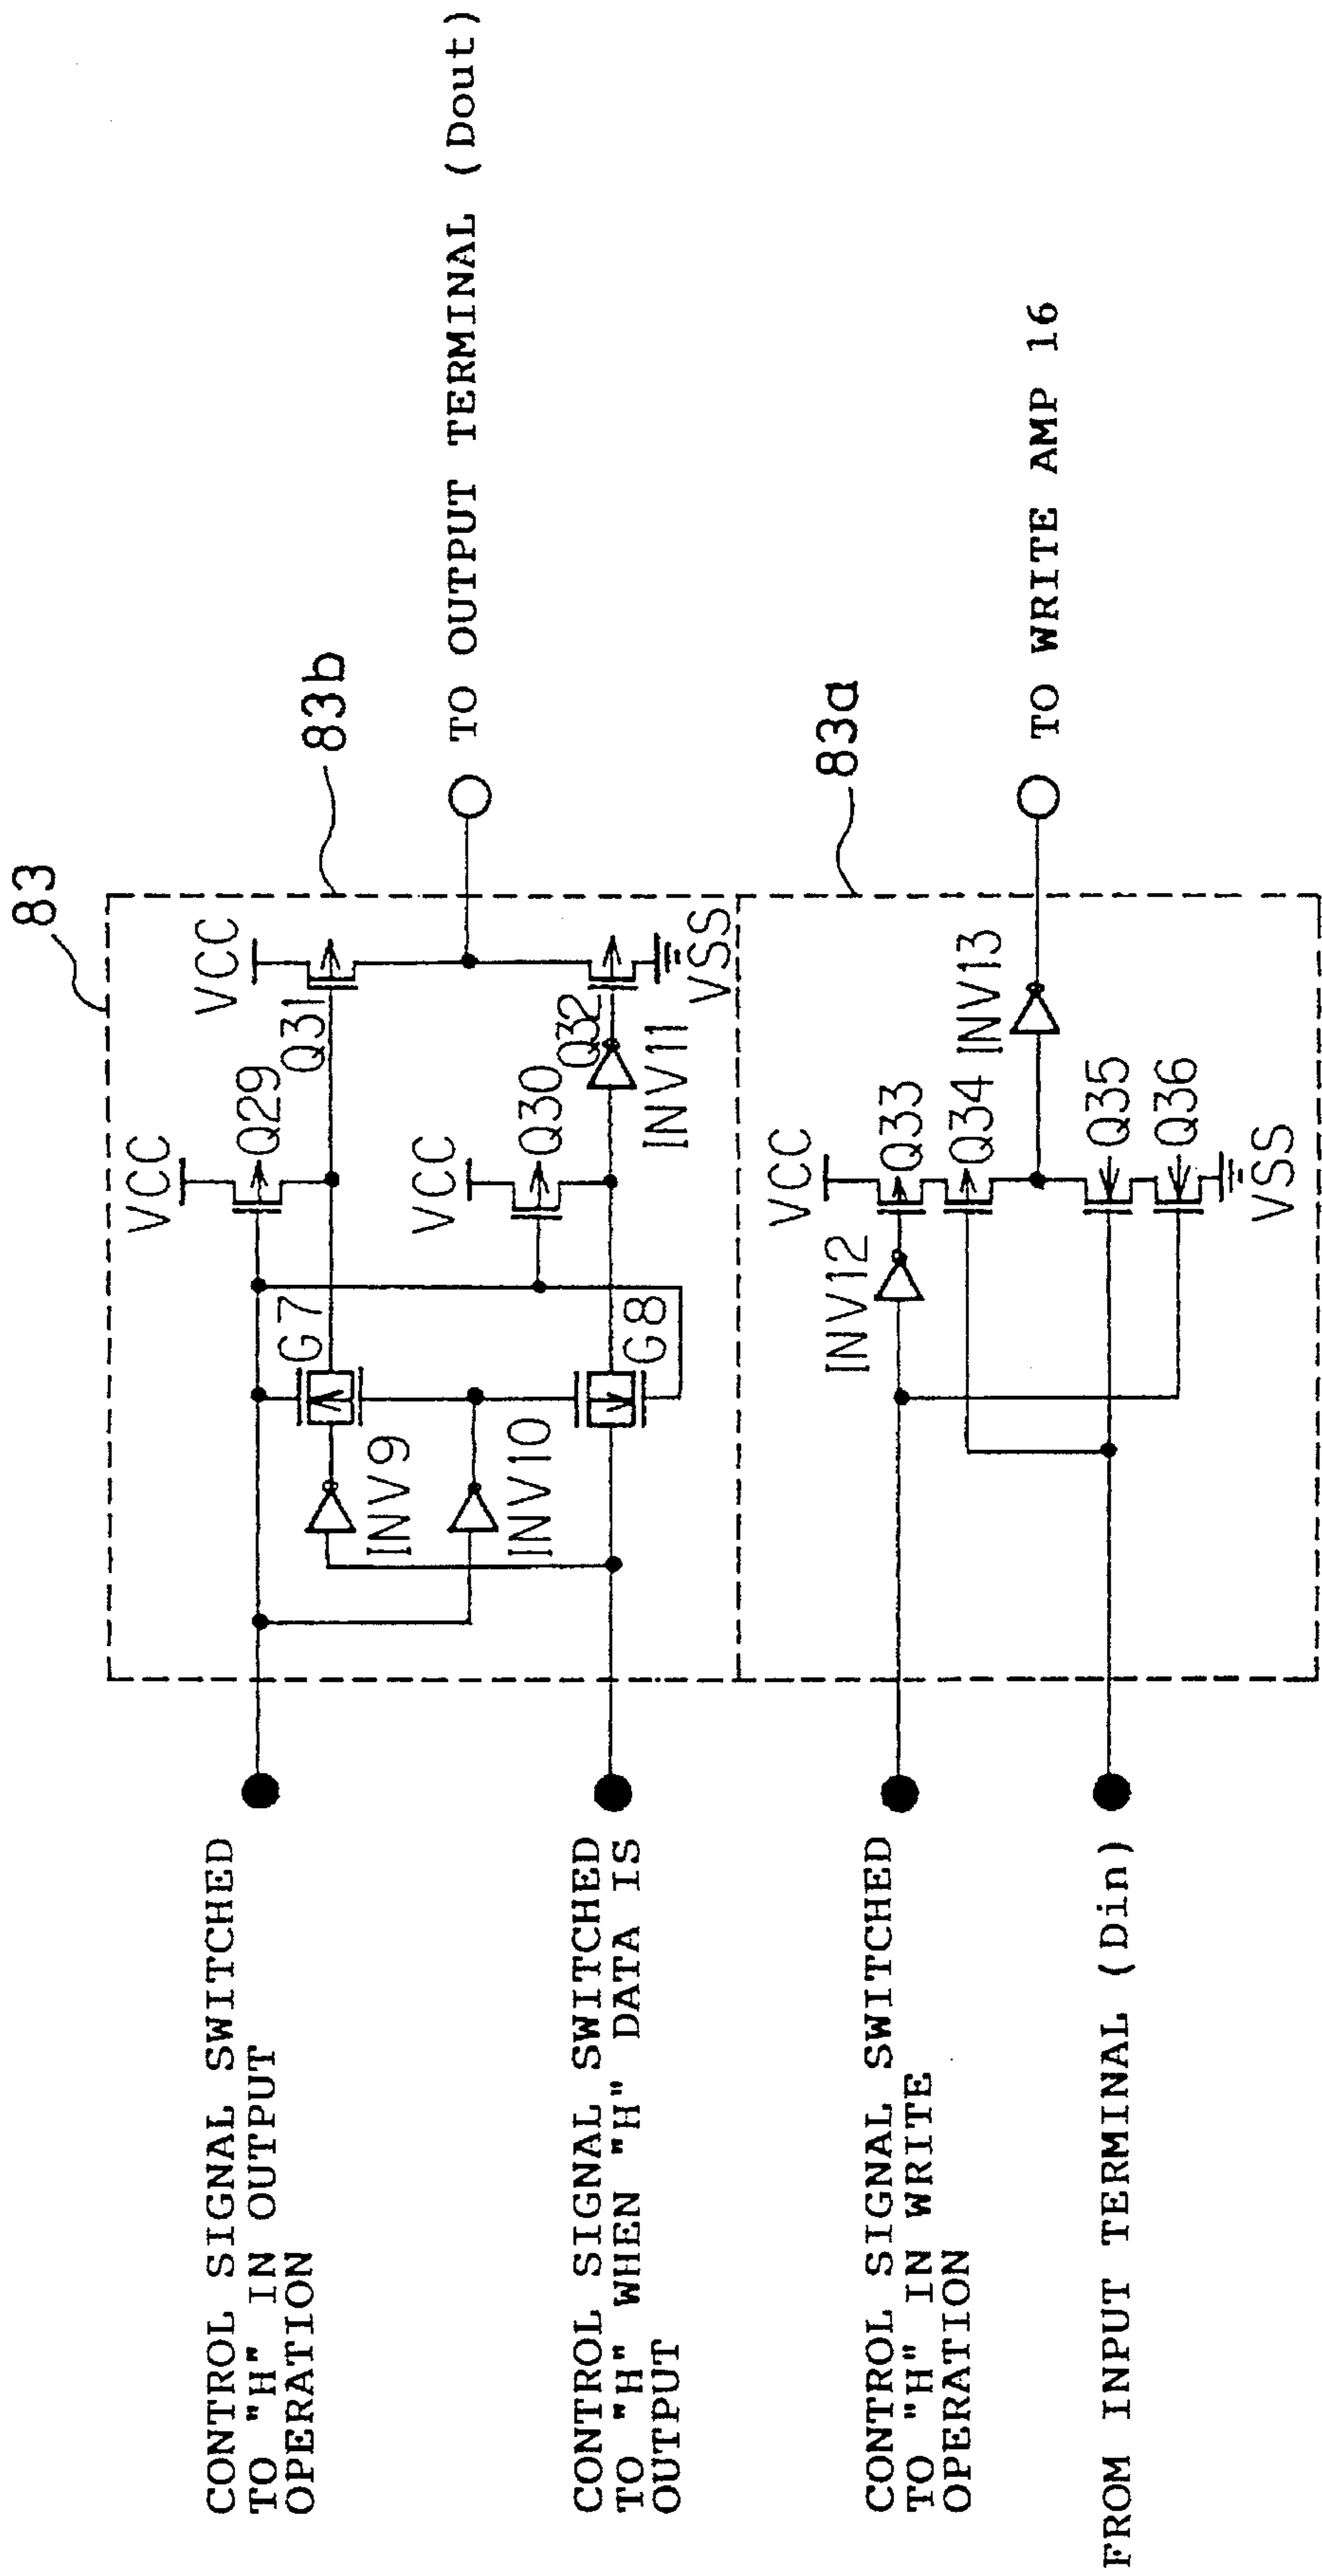 83
83b
VCC
Q29
VCC
Q31
G7
INV9
INV10
VCC
Q30
Q32
INV11
VSS
G8
TO OUTPUT TERMINAL (Dout)
CONTROL SIGNAL SWITCHED
TO "H" IN OUTPUT
OPERATION
CONTROL SIGNAL SWITCHED
TO "H" WHEN "H" DATA IS
OUTPUT
83a
VCC
INV12
Q33
Q34
INV13
Q35
Q36
VSS
TO WRITE AMP 16
CONTROL SIGNAL SWITCHED
TO "H" IN WRITE
OPERATION
FROM INPUT TERMINAL (Din)